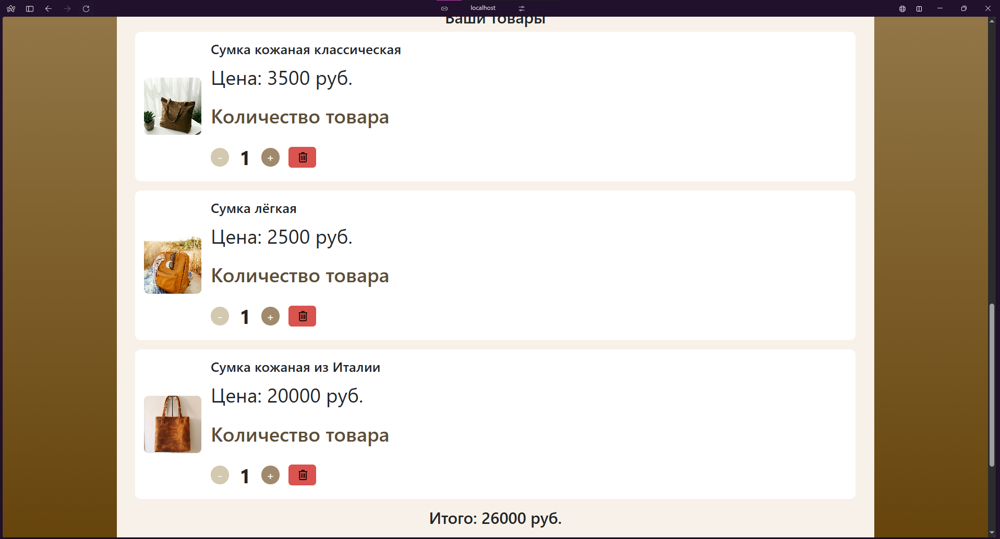 localhost
Ваши товары
Сумка кожаная классическая
Цена: 3500 руб.
Количество товара
- 1 +
Сумка лёгкая
Цена: 2500 руб.
Количество товара
- 1 +
Сумка кожаная из Италии
Цена: 20000 руб.
Количество товара
- 1 +
Итого: 26000 руб.